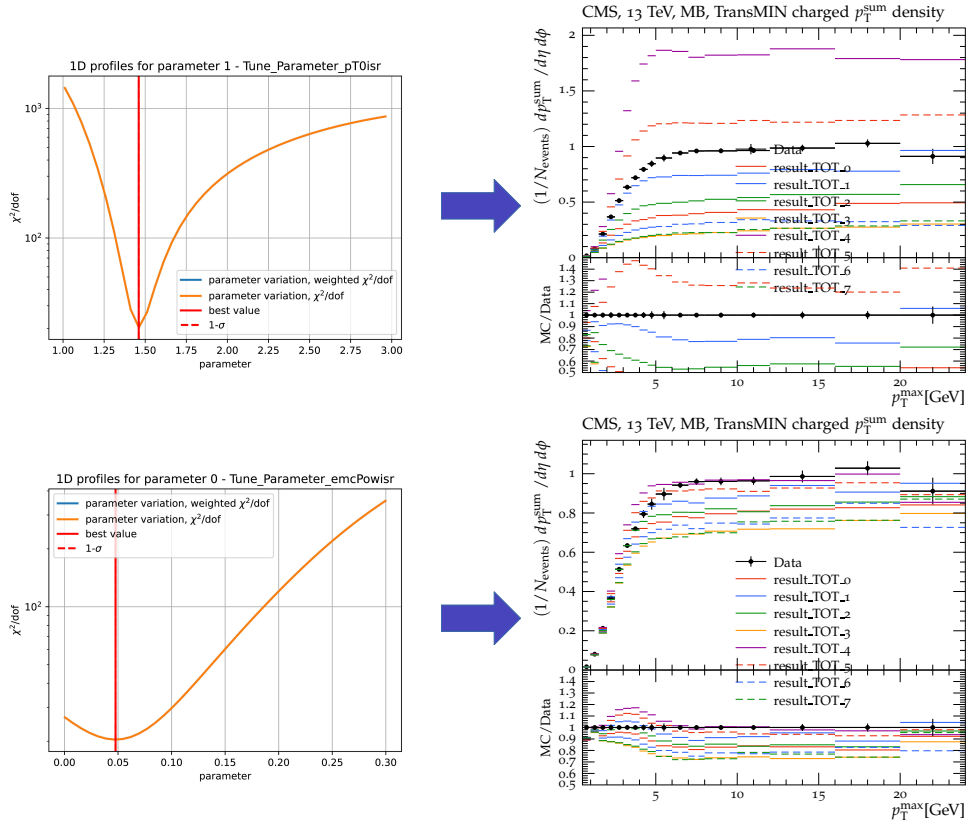 1D profiles for parameter 1 - Tune_Parameter_pT0isr
χ²/dof
10³
10²
1.00 1.25 1.50 1.75 2.00 2.25 2.50 2.75 3.00
parameter
parameter variation, weighted χ²/dof
parameter variation, χ²/dof
best value
1-σ
CMS, 13 TeV, MB, TransMIN charged p_T^sum density
(1/N_events) dp_T^sum/dη dϕ
2
1.5
1
0.5
0
Data
result_TOT_0
result_TOT_1
result_TOT_2
result_TOT_3
result_TOT_4
result_TOT_5
result_TOT_6
result_TOT_7
MC/Data
1.4
1.3
1.2
1.1
1
0.9
0.8
0.7
0.6
0.5
5 10 15 20
p_T^max[GeV]
1D profiles for parameter 0 - Tune_Parameter_emcPowisr
χ²/dof
10²
0.00 0.05 0.10 0.15 0.20 0.25 0.30
parameter
parameter variation, weighted χ²/dof
parameter variation, χ²/dof
best value
1-σ
CMS, 13 TeV, MB, TransMIN charged p_T^sum density
(1/N_events) dp_T^sum/dη dϕ
1
0.8
0.6
0.4
0.2
0
Data
result_TOT_0
result_TOT_1
result_TOT_2
result_TOT_3
result_TOT_4
result_TOT_5
result_TOT_6
result_TOT_7
MC/Data
1.4
1.3
1.2
1.1
1
0.9
0.8
0.7
0.6
0.5
5 10 15 20
p_T^max[GeV]